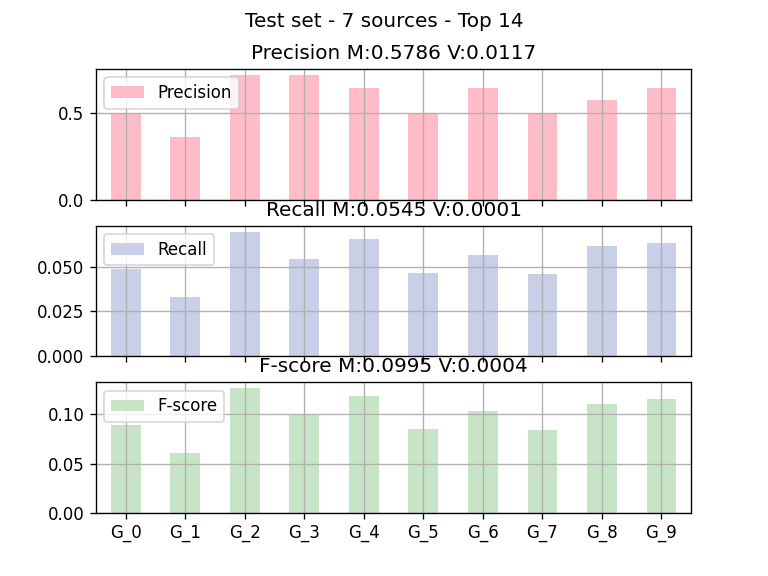 Test set - 7 sources - Top 14
Precision M:0.5786 V:0.0117
Precision
0.5
0.0
Recall M:0.0545 V:0.0001
Recall
0.050
0.025
0.000
F-score M:0.0995 V:0.0004
F-score
0.10
0.05
0.00
G_0 G_1 G_2 G_3 G_4 G_5 G_6 G_7 G_8 G_9